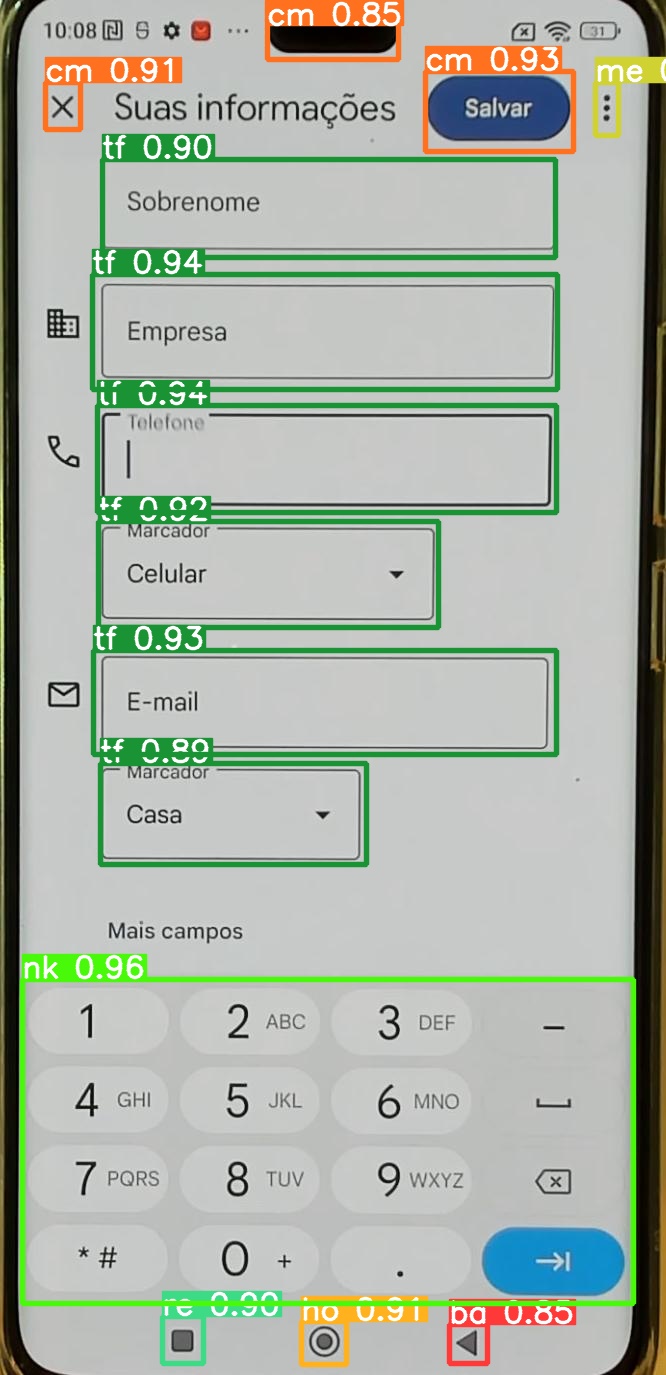 cm 0.85
10:08 31
cm 0.91
cm 0.93
me 0
Suas informações
Salvar
tf 0.90
Sobrenome
tf 0.94
Empresa
tf 0.94
Telefone
tf 0.92
Marcador
Celular
tf 0.93
E-mail
tf 0.89
Marcador
Casa
Mais campos
nk 0.96
1 2 ABC 3 DEF –
4 GHI 5 JKL 6 MNO
7 PQRS 8 TUV 9 WXYZ
* # 0 + .
re 0.90 ho 0.91 ba 0.85